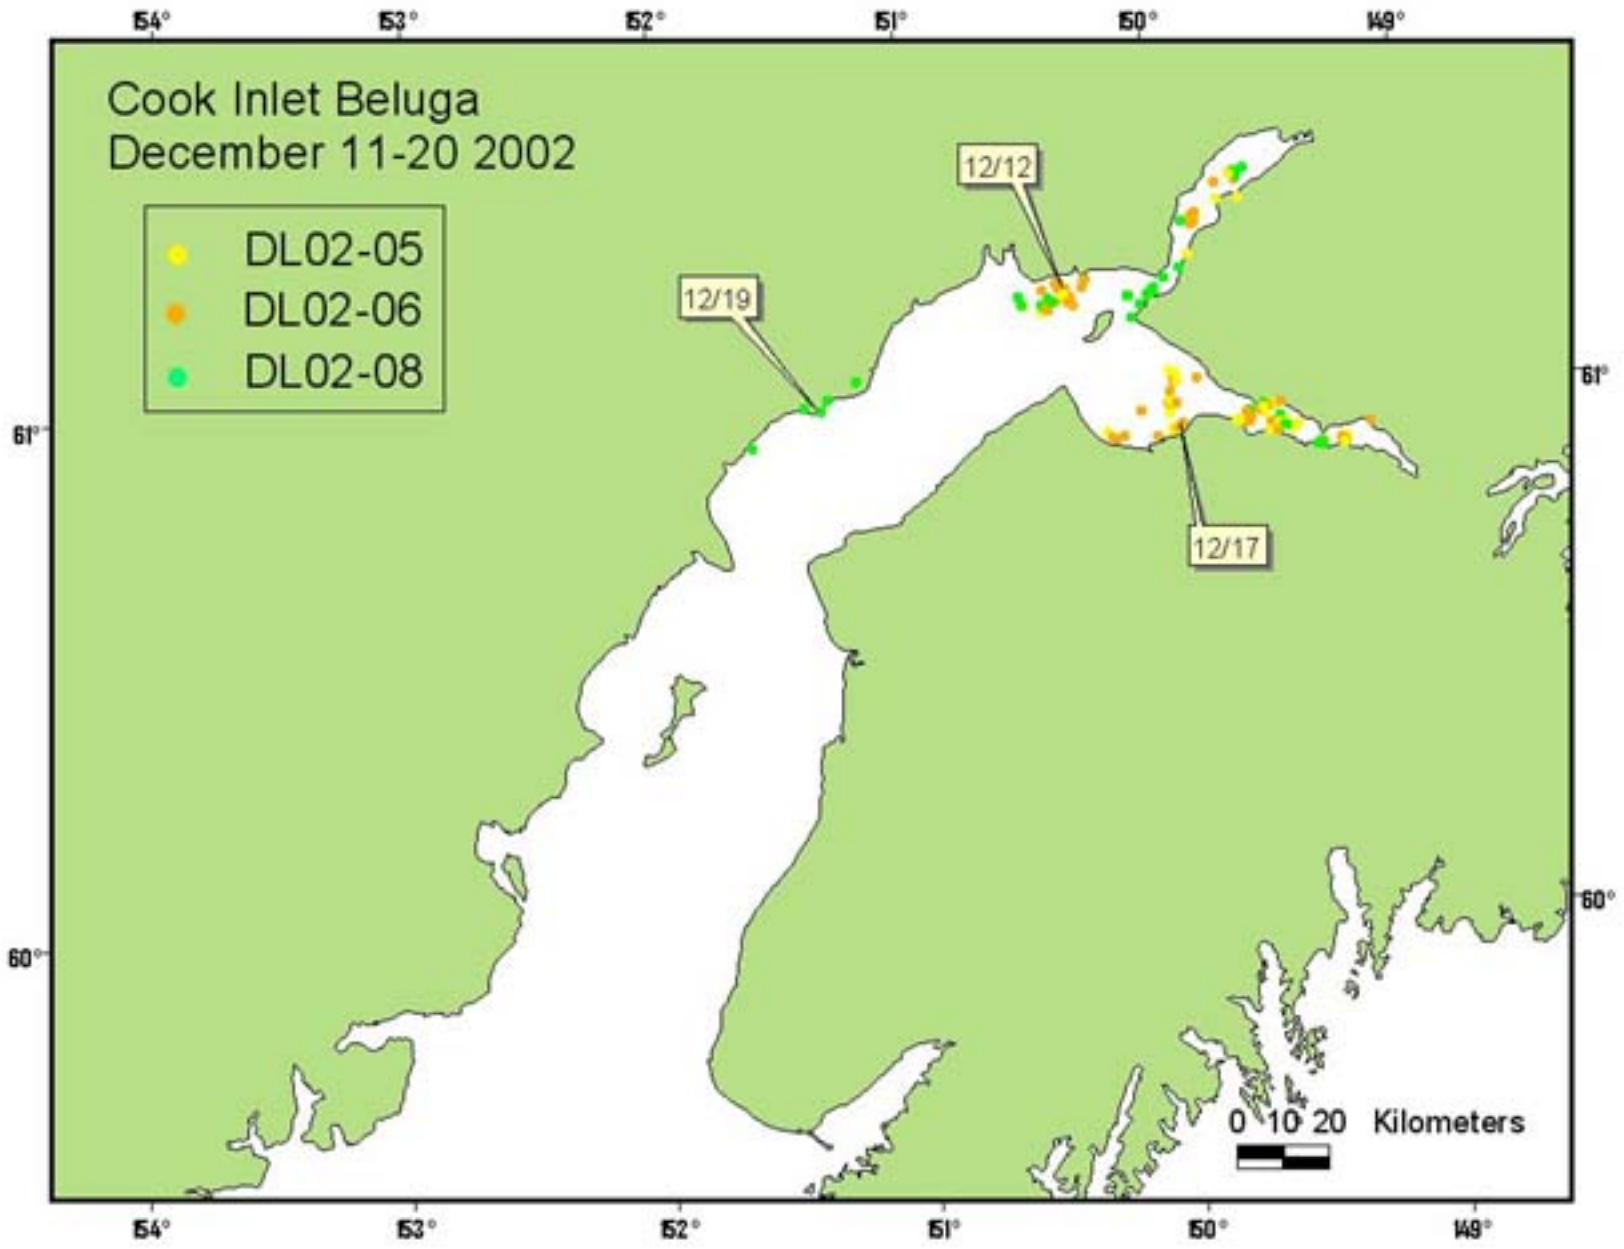 154° 153° 152° 151° 150° 149°
Cook Inlet Beluga
December 11-20 2002
DL02-05
DL02-06
DL02-08
12/12
12/19
12/17
61°
61°
60°
60°
0 10 20 Kilometers
154° 153° 152° 151° 150° 149°